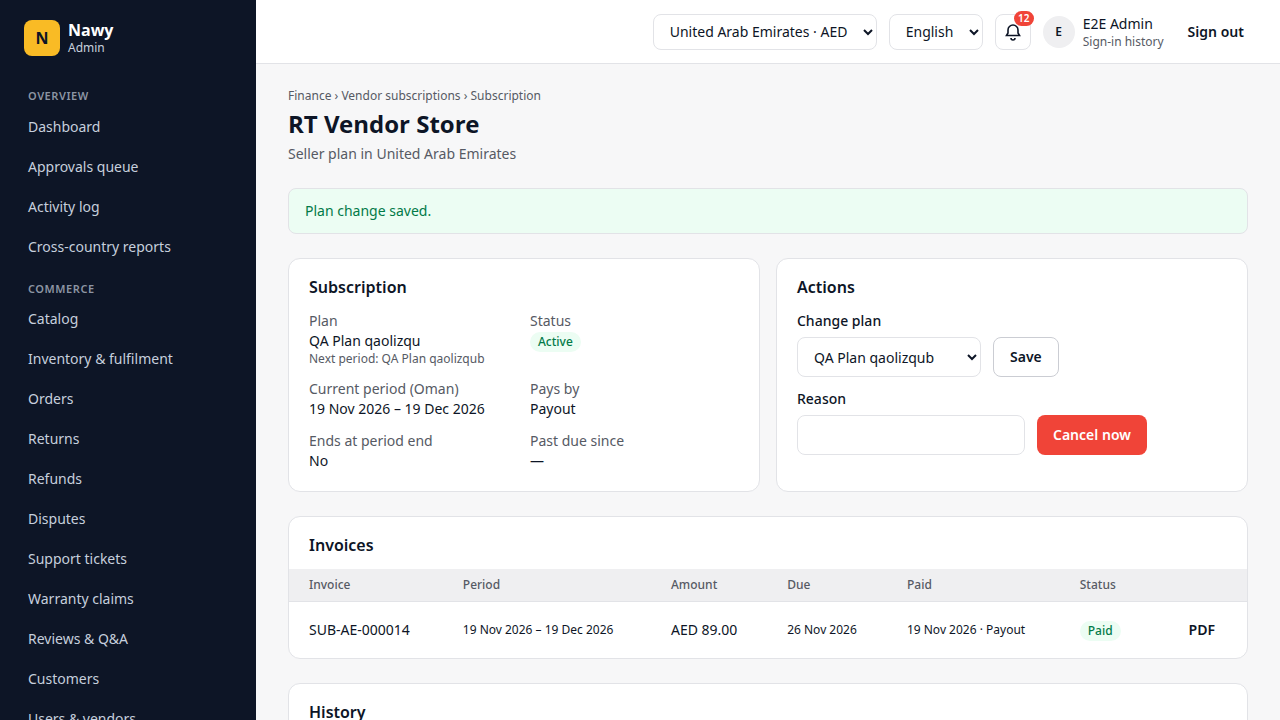 N
Nawy
Admin
OVERVIEW
Dashboard
Approvals queue
Activity log
Cross-country reports
COMMERCE
Catalog
Inventory & fulfilment
Orders
Returns
Refunds
Disputes
Support tickets
Warranty claims
Reviews & Q&A
Customers
Users & vendors
United Arab Emirates · AED
English
12
E
E2E Admin
Sign-in history
Sign out
Finance › Vendor subscriptions › Subscription
RT Vendor Store
Seller plan in United Arab Emirates
Plan change saved.
Subscription
Plan
Status
QA Plan qaolizqu
Active
Next period: QA Plan qaolizqub
Current period (Oman)
Pays by
19 Nov 2026 – 19 Dec 2026
Payout
Ends at period end
Past due since
No
—
Actions
Change plan
QA Plan qaolizqub
Save
Reason
Cancel now
Invoices
Invoice Period Amount Due Paid Status
SUB-AE-000014 19 Nov 2026 – 19 Dec 2026 AED 89.00 26 Nov 2026 19 Nov 2026 · Payout Paid PDF
History